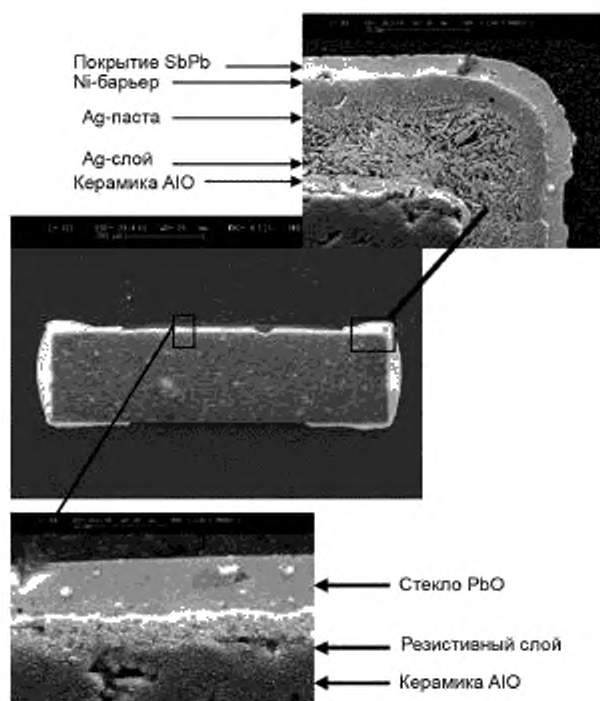 Покрытие SbPb
Ni-барьер
Ag-паста
Ag-слой
Керамика AlO
Стекло PbO
Резистивный слой
Керамика AlO